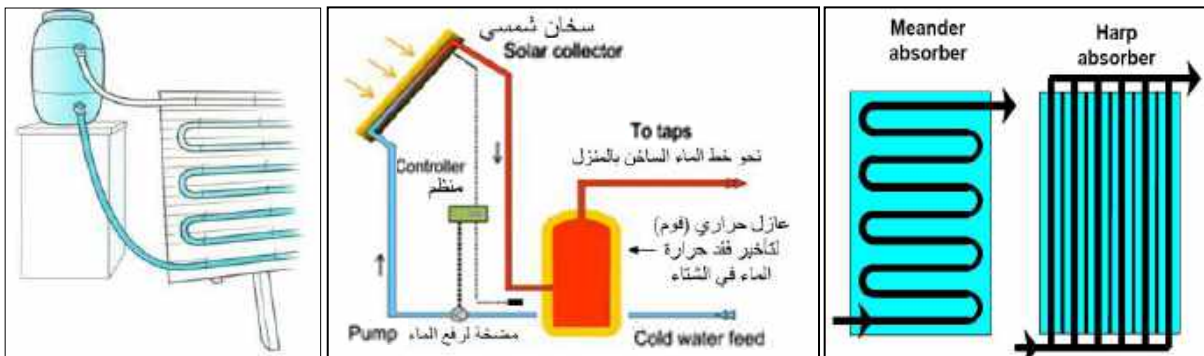 سخان شمسي
Solar collector
To taps
نحو خط الماء الساخن بالمنزل
Controller
منظم
عازل حراري (فوم)
لتأخير فقد حرارة
الماء في الشتاء
Pump
مضخة لرفع الماء
Cold water feed
Meander
absorber
Harp
absorber